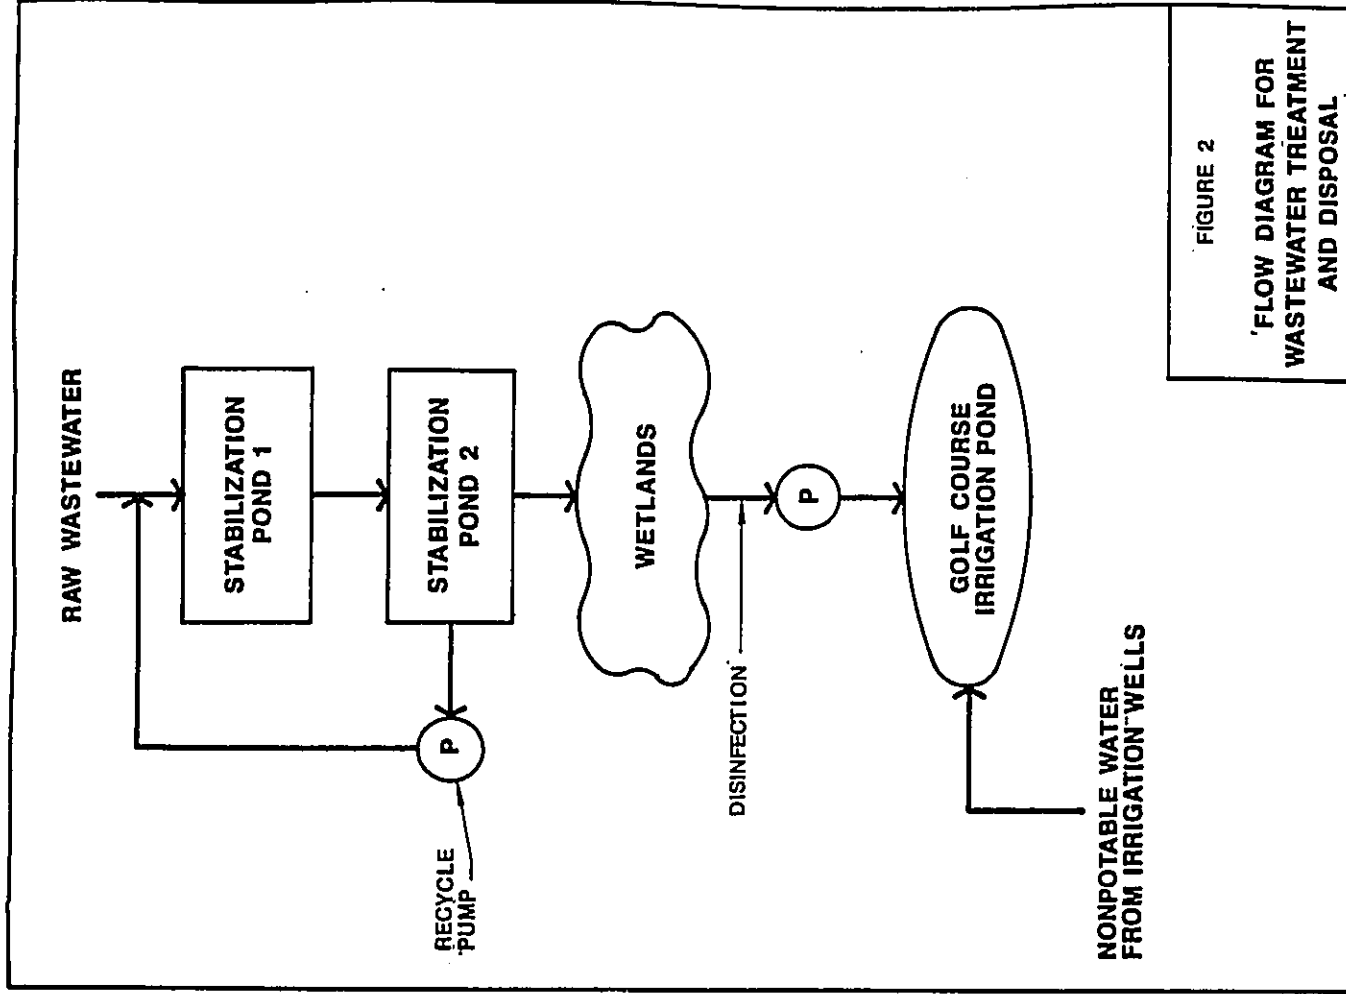 RAW WASTEWATER
STABILIZATION
POND 1
STABILIZATION
POND 2
P
RECYCLE
PUMP
WETLANDS
DISINFECTION
P
GOLF COURSE
IRRIGATION POND
NONPOTABLE WATER
FROM IRRIGATION WELLS
FIGURE 2
FLOW DIAGRAM FOR
WASTEWATER TREATMENT
AND DISPOSAL